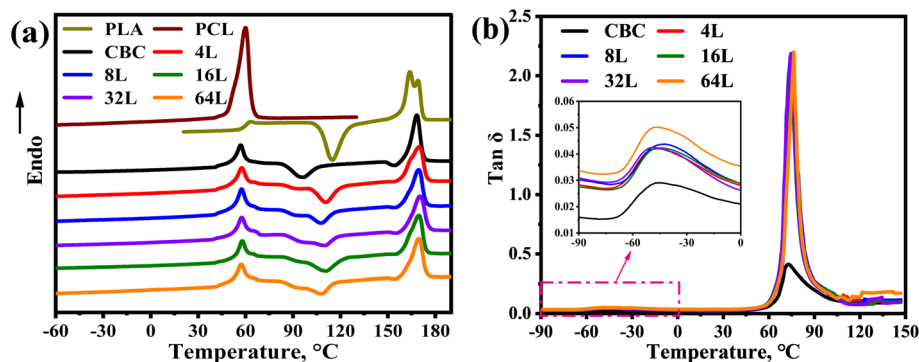 (a)
PLA PCL
CBC 4L
8L 16L
32L 64L
Endo
-60 -30 0 30 60 90 120 150 180
Temperature, °C
(b)
CBC 4L
8L 16L
32L 64L
Tan δ
2.5
2.0
1.5
1.0
0.5
0.0
0.06
0.05
0.04
0.03
0.02
0.01
-90 -60 -30 0
-90 -60 -30 0 30 60 90 120 150
Temperature, °C